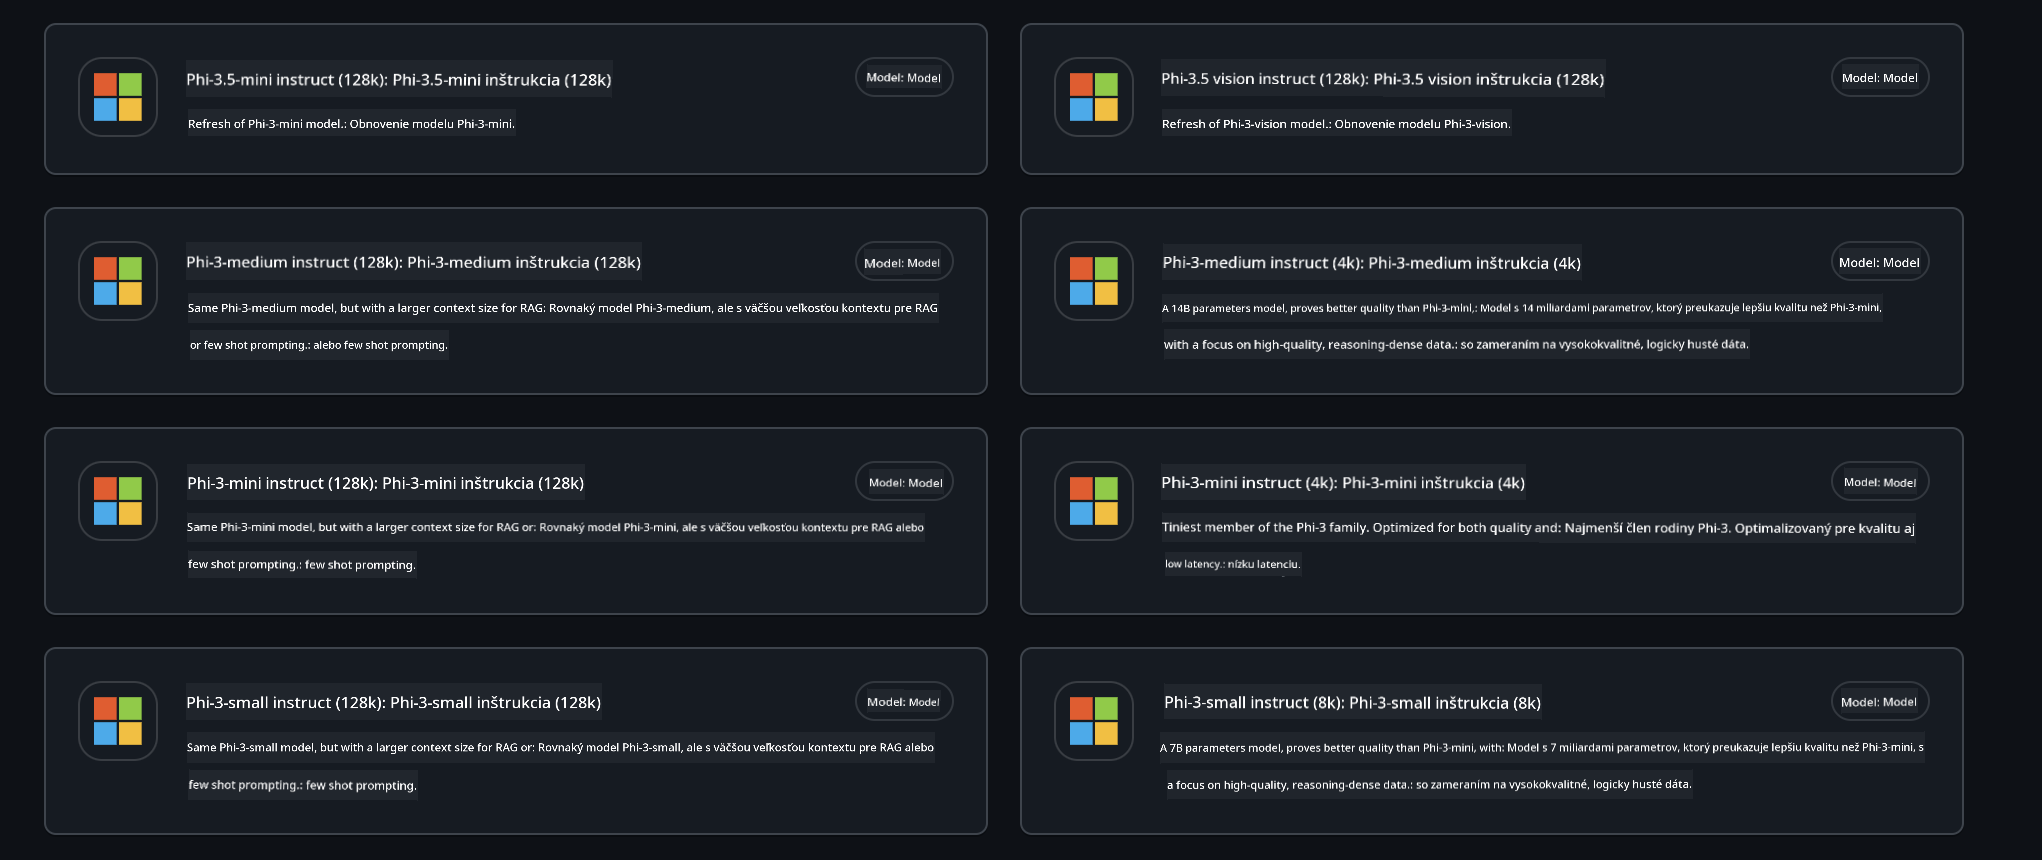 Phi-3.5-mini instruct (128k): Phi-3.5-mini inštrukcia (128k)
Model: Model
Refresh of Phi-3-mini model.: Obnovenie modelu Phi-3-mini.
Phi-3.5 vision instruct (128k): Phi-3.5 vision inštrukcia (128k)
Model: Model
Refresh of Phi-3-vision model.: Obnovenie modelu Phi-3-vision.
Phi-3-medium instruct (128k): Phi-3-medium inštrukcia (128k)
Model: Model
Same Phi-3-medium model, but with a larger context size for RAG: Rovnaký model Phi-3-medium, ale s väčšou veľkosťou kontextu pre RAG
or few shot prompting.: alebo few shot prompting.
Phi-3-medium instruct (4k): Phi-3-medium inštrukcia (4k)
Model: Model
A 14B parameters model, proves better quality than Phi-3-mini,: Model s 14 miliardami parametrov, ktorý preukazuje lepšiu kvalitu než Phi-3-mini,
with a focus on high-quality, reasoning-dense data.: so zameraním na vysokokvalitné, logicky husté dáta.
Phi-3-mini instruct (128k): Phi-3-mini inštrukcia (128k)
Model: Model
Same Phi-3-mini model, but with a larger context size for RAG or: Rovnaký model Phi-3-mini, ale s väčšou veľkosťou kontextu pre RAG alebo
few shot prompting.: few shot prompting.
Phi-3-mini instruct (4k): Phi-3-mini inštrukcia (4k)
Model: Model
Tiniest member of the Phi-3 family. Optimized for both quality and: Najmenší člen rodiny Phi-3. Optimalizovaný pre kvalitu aj
low latency.: nízku latenciu.
Phi-3-small instruct (128k): Phi-3-small inštrukcia (128k)
Model: Model
Same Phi-3-small model, but with a larger context size for RAG or: Rovnaký model Phi-3-small, ale s väčšou veľkosťou kontextu pre RAG alebo
few shot prompting.: few shot prompting.
Phi-3-small instruct (8k): Phi-3-small inštrukcia (8k)
Model: Model
A 7B parameters model, proves better quality than Phi-3-mini, with: Model s 7 miliardami parametrov, ktorý preukazuje lepšiu kvalitu než Phi-3-mini, s
a focus on high-quality, reasoning-dense data.: so zameraním na vysokokvalitné, logicky husté dáta.